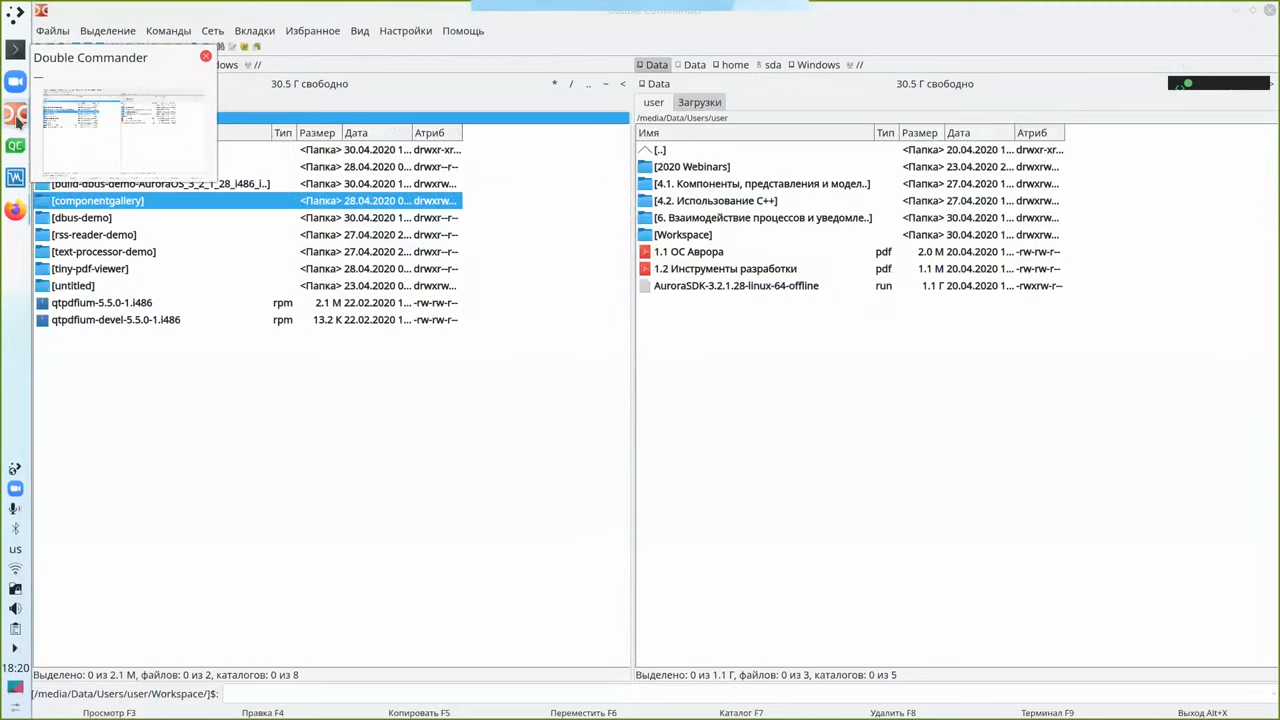 Double Commander
Файлы Выделение Команды Сеть Вкладки Избранное Вид Настройки Помощь
Double Commander
dows // 
Data Data home sda Windows //
30.5 Г свободно * / .. ~ <
Data 30.5 Г свободно
user Загрузки
/media/Data/Users/user
Тип Размер Дата Атриб
Имя Тип Размер Дата Атриб
<Папка> 30.04.2020 1... drwxr-xr...
<Папка> 28.04.2020 0... drwxr--r--
[build-dbus-demo-AuroraOS_3_2_1_28_i486_i..] <Папка> 30.04.2020 1... drwxrw...
[componentgallery] <Папка> 28.04.2020 0... drwxrw...
[dbus-demo] <Папка> 30.04.2020 1... drwxr--r--
[rss-reader-demo] <Папка> 27.04.2020 2... drwxr--r--
[text-processor-demo] <Папка> 27.04.2020 2... drwxr--r--
[tiny-pdf-viewer] <Папка> 28.04.2020 0... drwxrw...
[untitled] <Папка> 23.04.2020 0... drwxrw...
qtpdfium-5.5.0-1.i486 rpm 2.1 М 22.02.2020 1... -rw-rw-r--
qtpdfium-devel-5.5.0-1.i486 rpm 13.2 К 22.02.2020 1... -rw-rw-r--
[..] <Папка> 20.04.2020 1... drwxr-xr...
[2020 Webinars] <Папка> 23.04.2020 2... drwxrw...
[4.1. Компоненты, представления и модел..] <Папка> 27.04.2020 1... drwxrw...
[4.2. Использование C++] <Папка> 27.04.2020 1... drwxrw...
[6. Взаимодействие процессов и уведомле..] <Папка> 30.04.2020 1... drwxrw...
[Workspace] <Папка> 30.04.2020 1... drwxrw...
1.1 ОС Аврора pdf 2.0 М 20.04.2020 1... -rw-rw-r--
1.2 Инструменты разработки pdf 1.1 М 20.04.2020 1... -rw-rw-r--
AuroraSDK-3.2.1.28-linux-64-offline run 1.1 Г 20.04.2020 1... -rwxrw-r--
QC
us
18:20
Выделено: 0 из 2.1 М, файлов: 0 из 2, каталогов: 0 из 8
Выделено: 0 из 1.1 Г, файлов: 0 из 3, каталогов: 0 из 5
[/media/Data/Users/user/Workspace/]$:
Просмотр F3 Правка F4 Копировать F5 Переместить F6 Каталог F7 Удалить F8 Терминал F9 Выход Alt+X